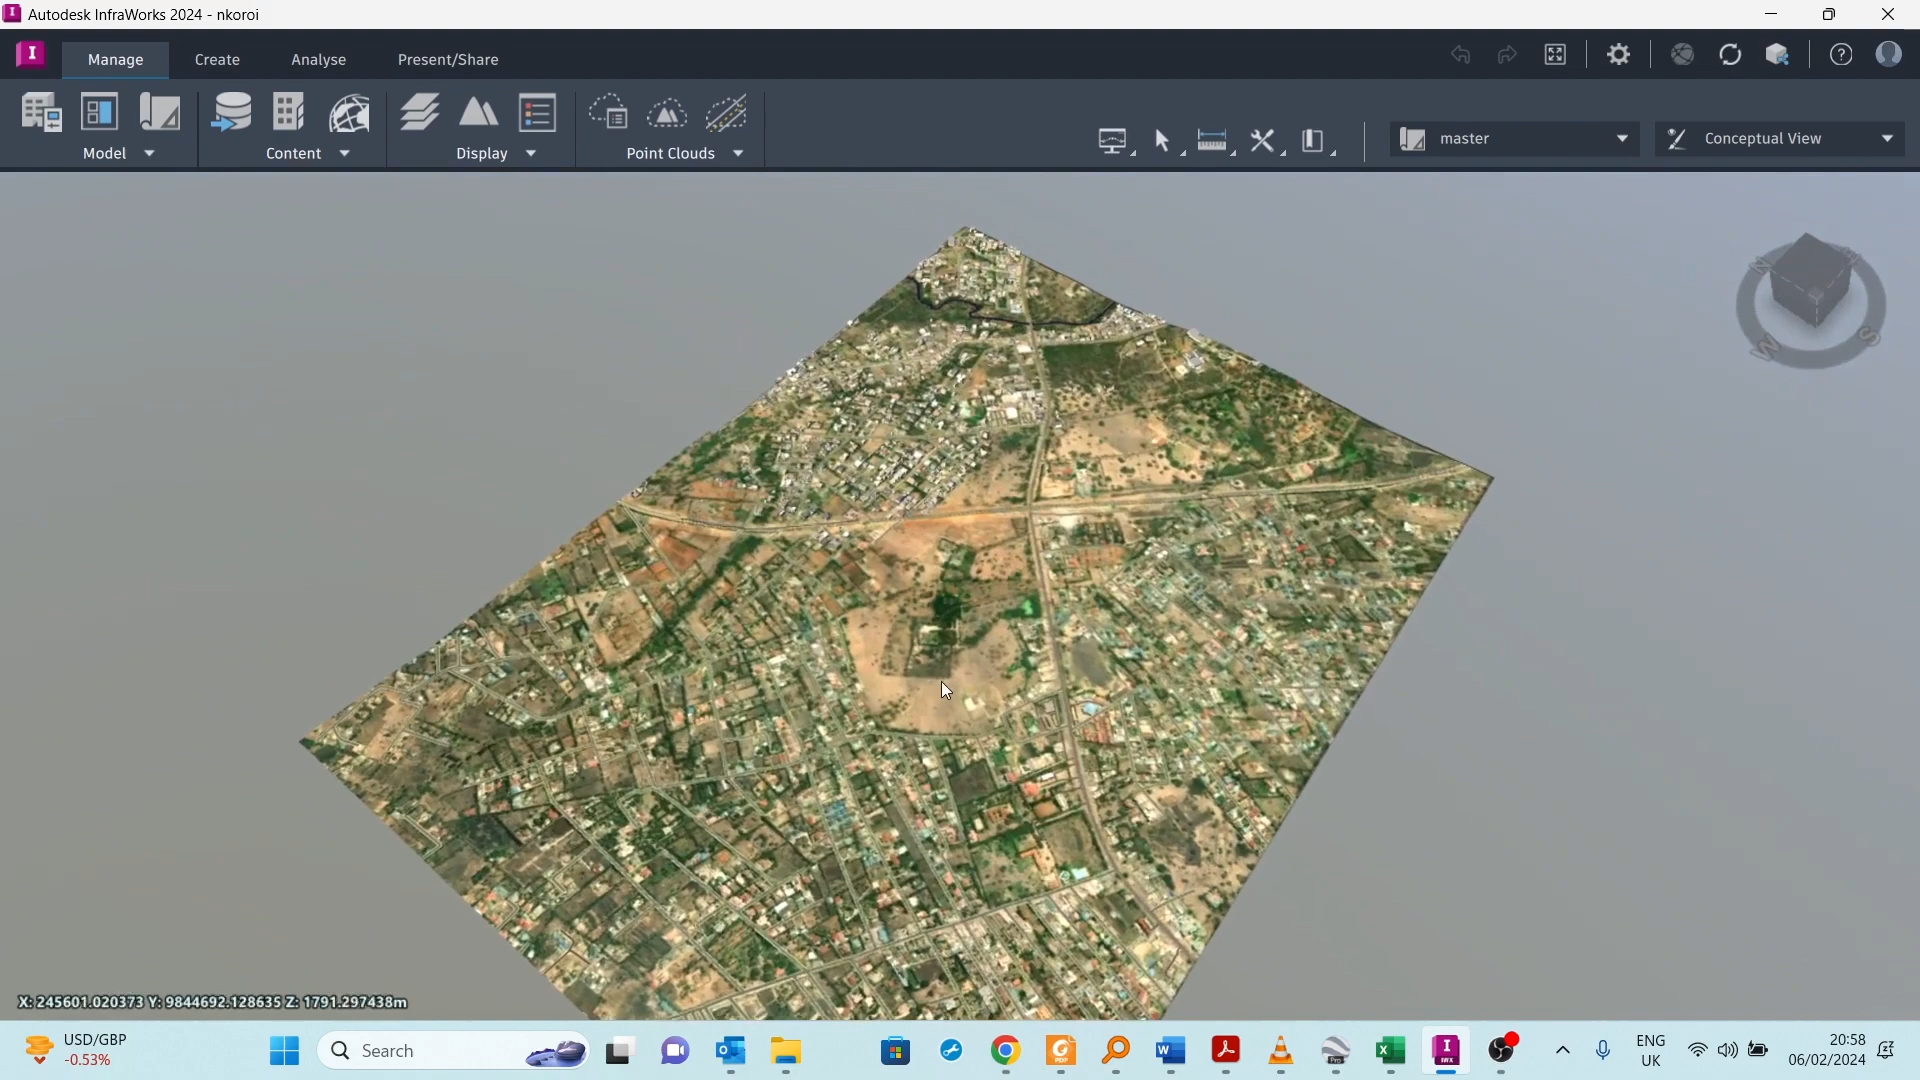 Autodesk InfraWorks 2024 - nkoroi
Manage Create Analyse Present/Share
master Conceptual View
Model Content Display Point Clouds
N W S
X: 245601.020373 Y: 9844692.128635 Z: 1791.297438m
USD/GBP
-0.53%
Search
ENG
UK
20:58
06/02/2024